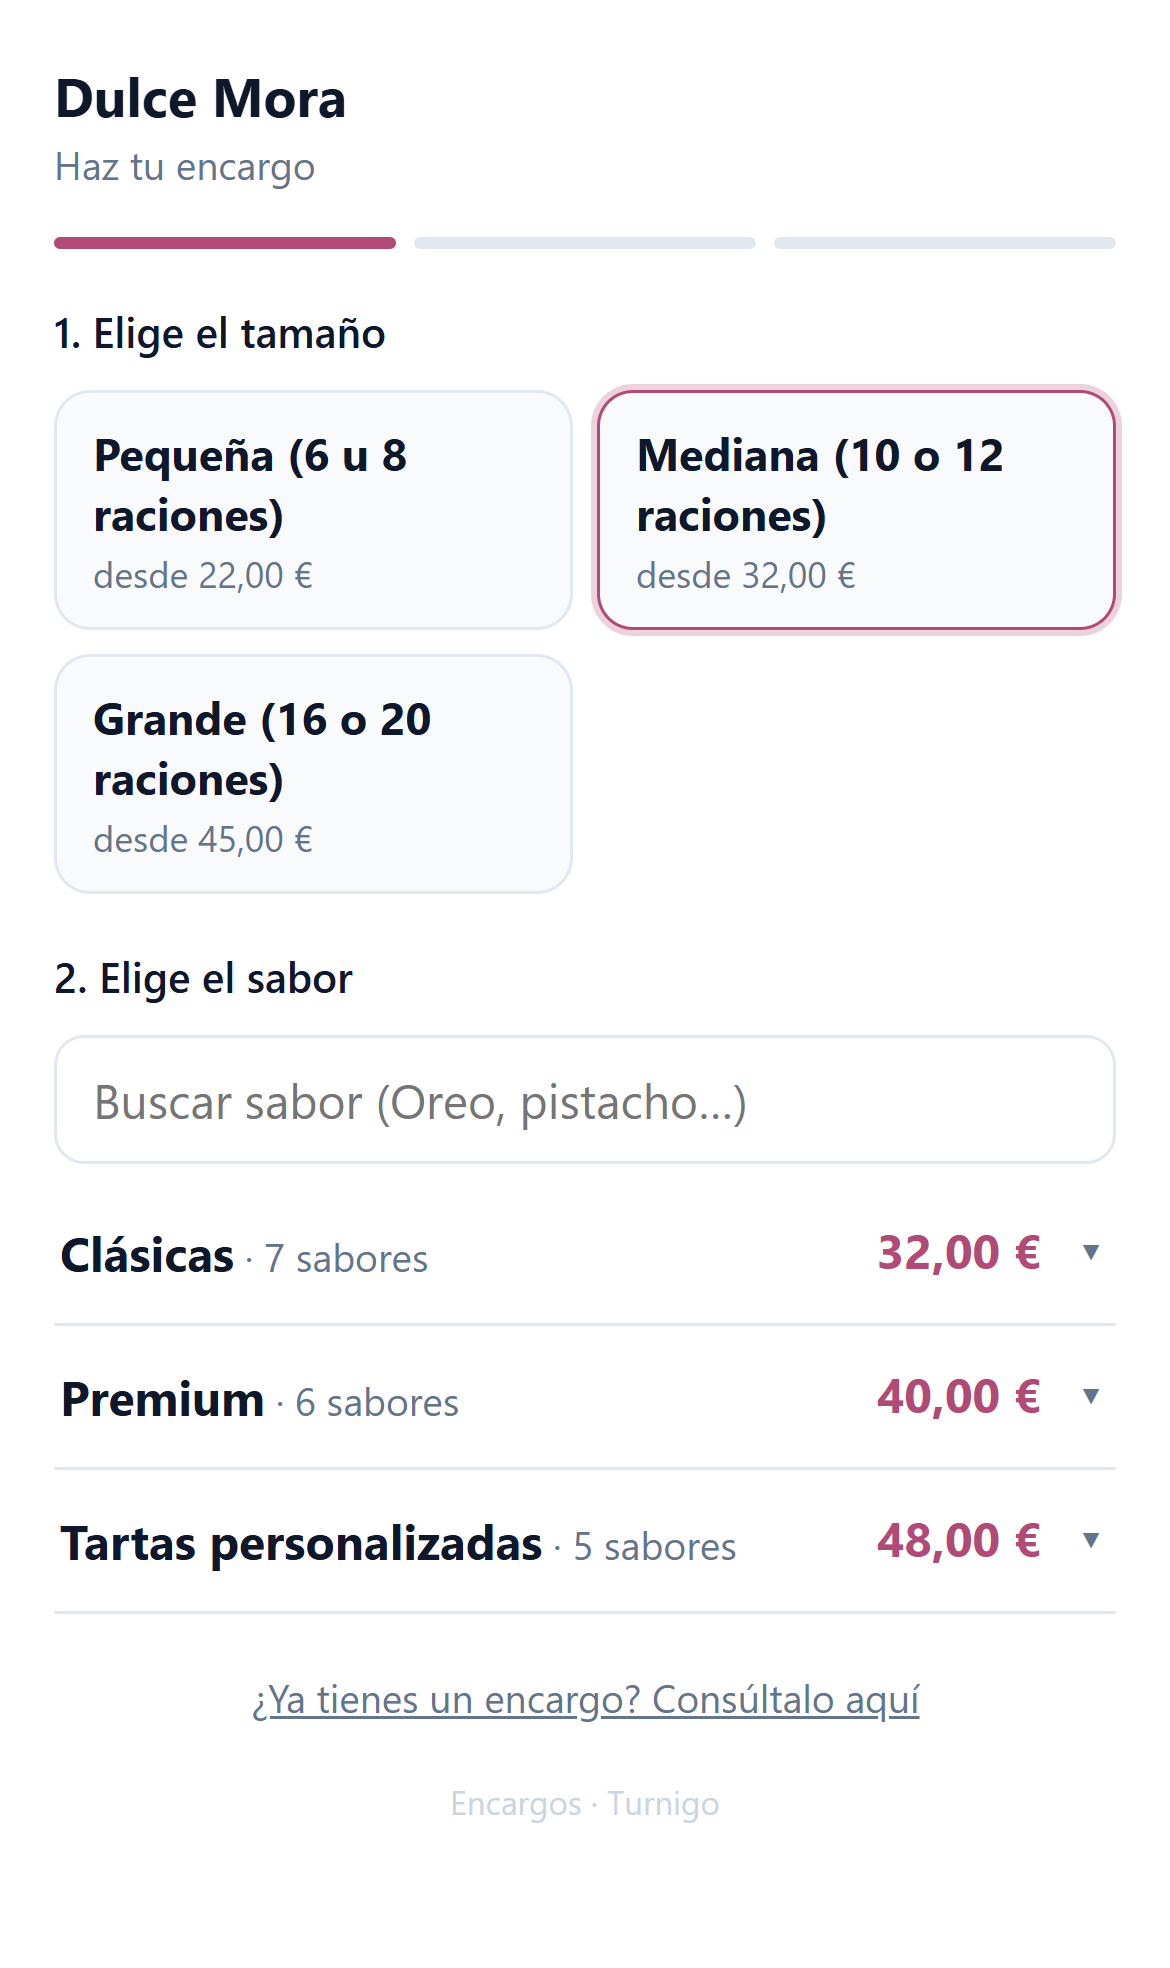 Dulce Mora
Haz tu encargo
1. Elige el tamaño
Pequeña (6 u 8
raciones)
desde 22,00 €
Mediana (10 o 12
raciones)
desde 32,00 €
Grande (16 o 20
raciones)
desde 45,00 €
2. Elige el sabor
Buscar sabor (Oreo, pistacho...)
Clásicas · 7 sabores 32,00 € ▼
Premium · 6 sabores 40,00 € ▼
Tartas personalizadas · 5 sabores 48,00 € ▼
¿Ya tienes un encargo? Consúltalo aquí
Encargos · Turnigo